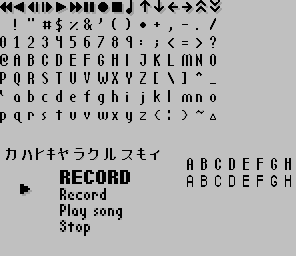 ! " # $ % & ' ( ) • + , - . /
0 1 2 3 4 5 6 7 8 9 : ; < = > ?
@ A B C D E F G H I J K L M N O
P Q R S T U V W X Y Z [ \ ] ^ _
` a b c d e f g h i j k l m n o
p q r s t u v w x y z { | } ~ △
A B C D E F G H
A B C D E F G H
RECORD
Record
Play song
Stop